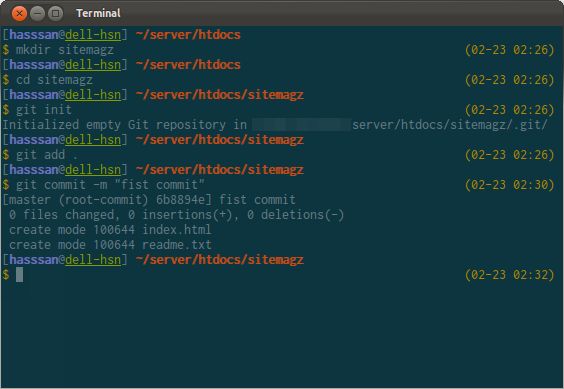 Terminal
[hasssan@dell-hsn] ~/server/htdocs
$ mkdir sitemagz (02-23 02:26)
[hasssan@dell-hsn] ~/server/htdocs
$ cd sitemagz (02-23 02:26)
[hasssan@dell-hsn] ~/server/htdocs/sitemagz
$ git init (02-23 02:26)
Initialized empty Git repository in server/htdocs/sitemagz/.git/
[hasssan@dell-hsn] ~/server/htdocs/sitemagz
$ git add . (02-23 02:26)
[hasssan@dell-hsn] ~/server/htdocs/sitemagz
$ git commit -m "fist commit" (02-23 02:30)
[master (root-commit) 6b8894e] fist commit
 0 files changed, 0 insertions(+), 0 deletions(-)
 create mode 100644 index.html
 create mode 100644 readme.txt
[hasssan@dell-hsn] ~/server/htdocs/sitemagz
$ (02-23 02:32)